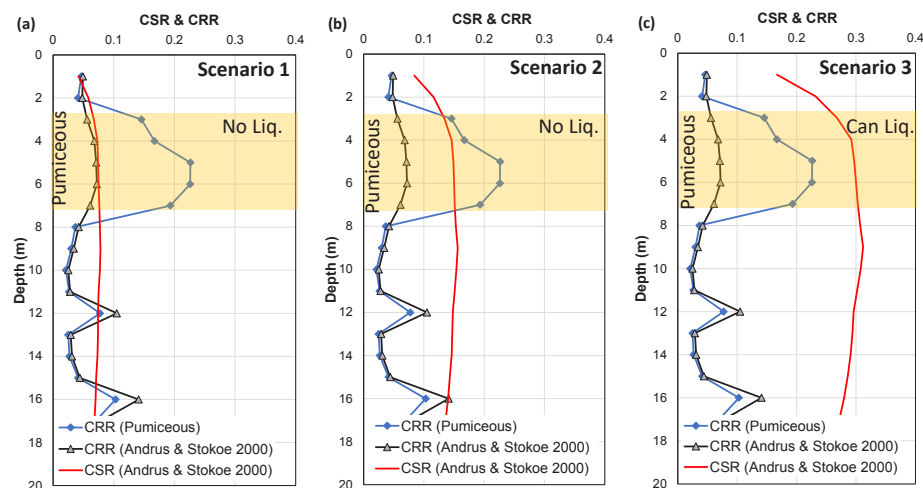 (a)
CSR & CRR
0
0.1
0.2
0.3
0.4
0
2
4
6
8
10
12
14
16
18
20
Depth (m)
Scenario 1
Pumiceous
No Liq.
CRR (Pumiceous)
CRR (Andrus & Stokoe 2000)
CSR (Andrus & Stokoe 2000)
(b)
CSR & CRR
0
0.1
0.2
0.3
0.4
0
2
4
6
8
10
12
14
16
18
20
Depth (m)
Scenario 2
Pumiceous
No Liq.
CRR (Pumiceous)
CRR (Andrus & Stokoe 2000)
CSR (Andrus & Stokoe 2000)
(c)
CSR & CRR
0
0.1
0.2
0.3
0.4
0
2
4
6
8
10
12
14
16
18
20
Depth (m)
Scenario 3
Pumiceous
Can Liq.
CRR (Pumiceous)
CRR (Andrus & Stokoe 2000)
CSR (Andrus & Stokoe 2000)